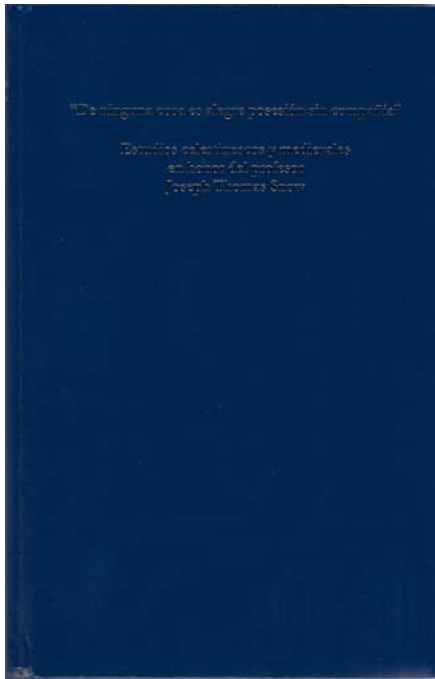 "De ninguna cosa es alegre posesión sin compañía"
Estudios celestinescos y medievales
en honor del profesor
Joseph Thomas Snow